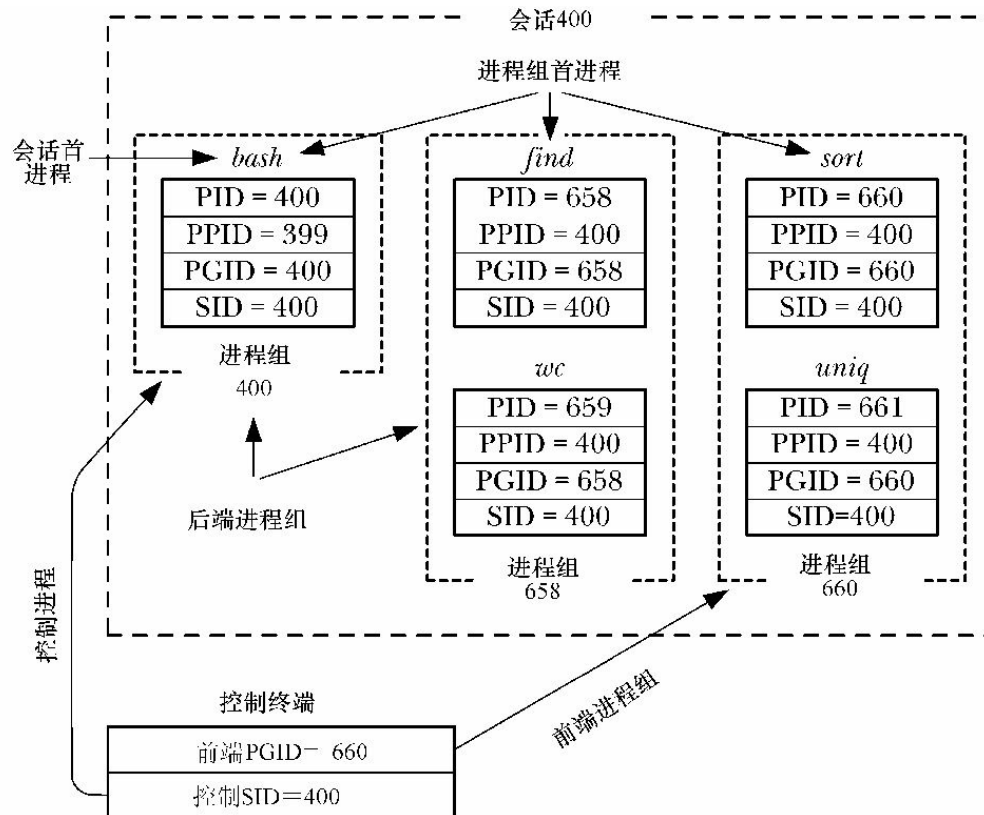 会话400
进程组首进程
会话首
进程
bash
PID = 400
PPID = 399
PGID = 400
SID = 400
进程组
400
find
PID = 658
PPID = 400
PGID = 658
SID = 400
wc
PID = 659
PPID = 400
PGID = 658
SID = 400
进程组
658
sort
PID = 660
PPID = 400
PGID = 660
SID = 400
uniq
PID = 661
PPID = 400
PGID = 660
SID=400
进程组
660
后端进程组
控制进程
前端进程组
控制终端
前端PGID= 660
控制SID=400